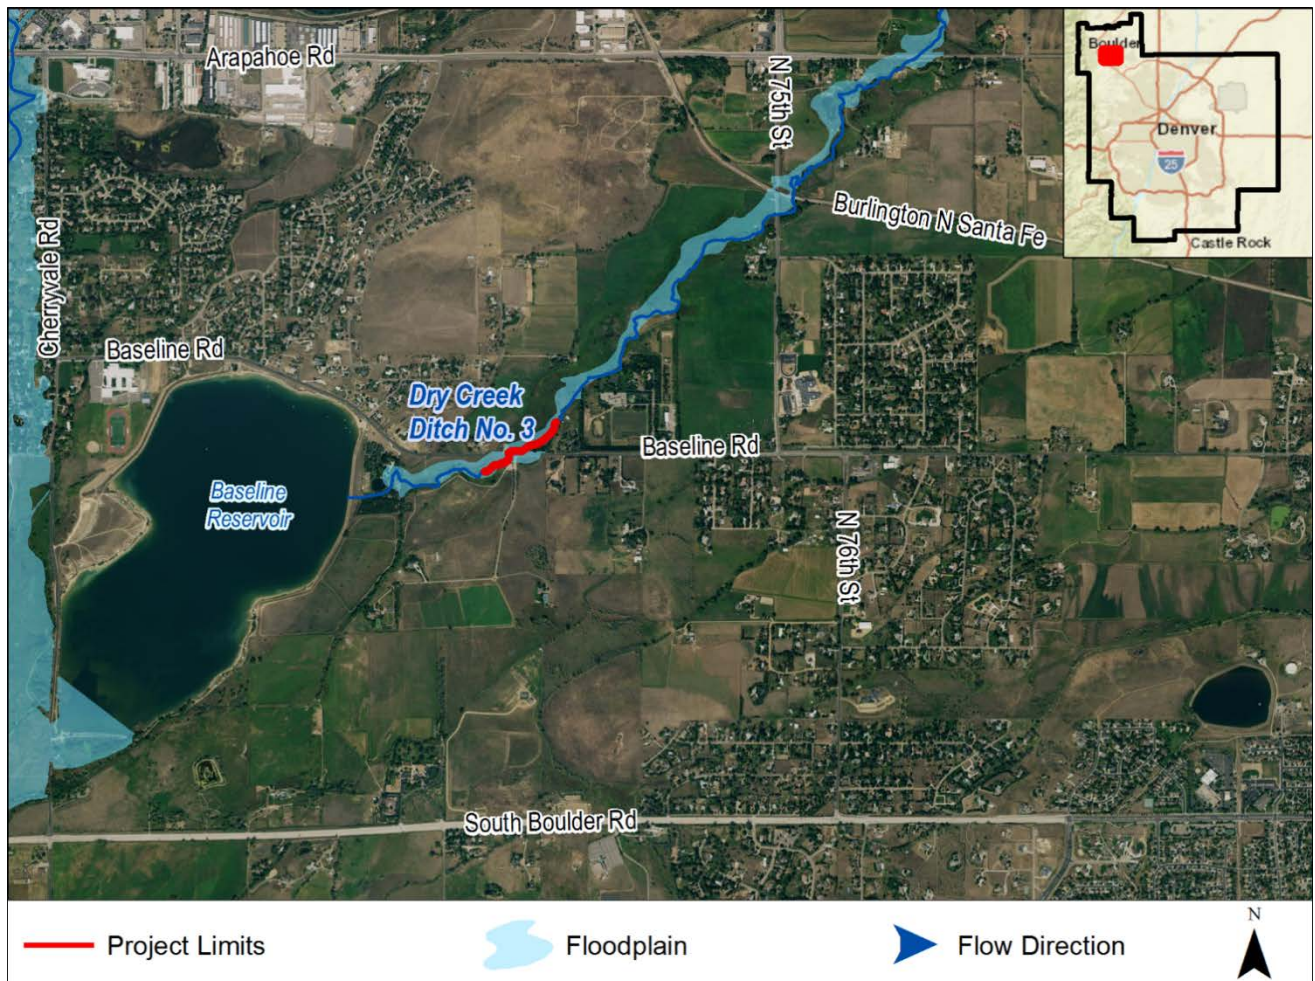 Arapahoe Rd
N 75th St
Boulder
Denver
25
Castle Rock
Burlington N Santa Fe
Cherryvale Rd
Baseline Rd
Dry Creek
Ditch No. 3
Baseline Rd
Baseline
Reservoir
N 76th St
South Boulder Rd
Project Limits
Floodplain
Flow Direction
N